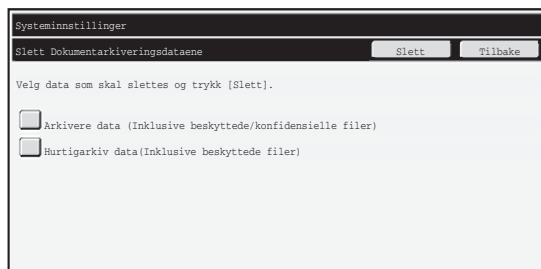 Systeminnstillinger
Slett Dokumentarkiveringsdataene Slett Tilbake
Velg data som skal slettes og trykk [Slett].
Arkivere data (Inklusive beskyttede/konfidensielle filer)
Hurtigarkiv data(Inklusive beskyttede filer)